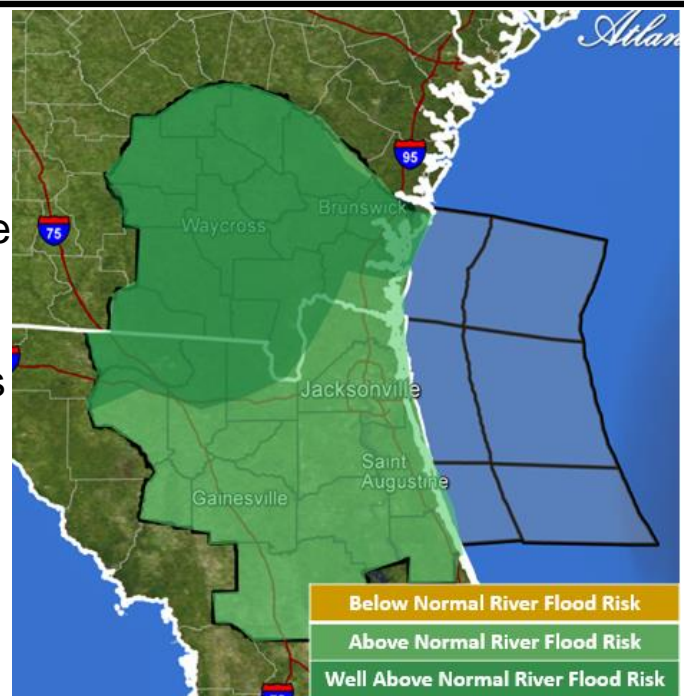 Atlan
95
e
Brunswick
Waycross
75
s
Jacksonville
Saint
Augustine
Gainesville
Below Normal River Flood Risk
Above Normal River Flood Risk
Well Above Normal River Flood Risk